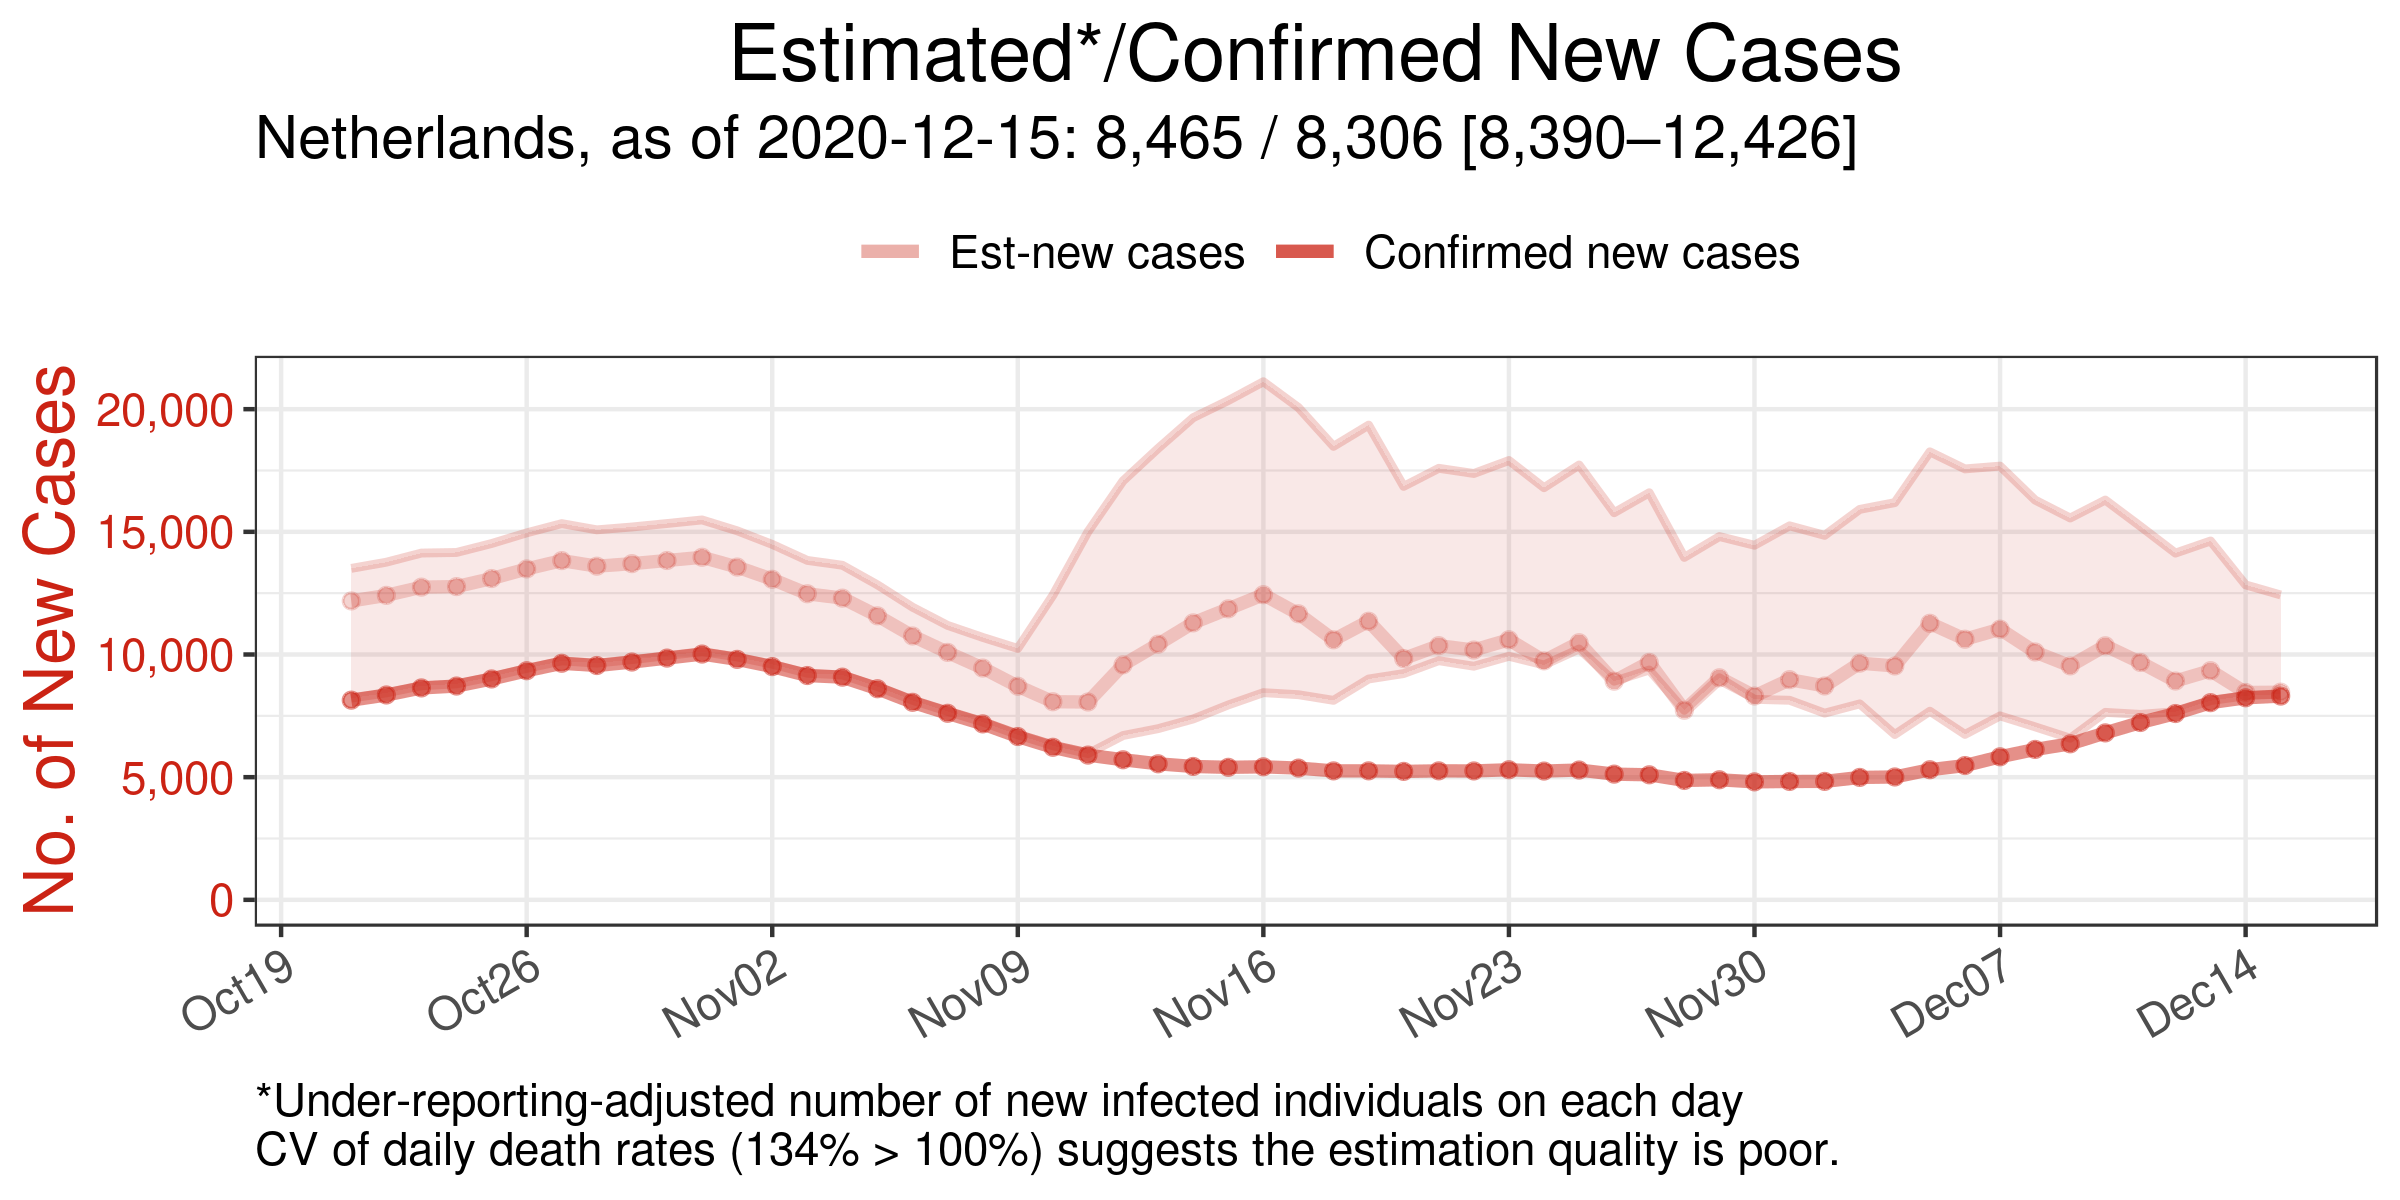 Estimated*/Confirmed New Cases
Netherlands, as of 2020-12-15: 8,465 / 8,306 [8,390–12,426]
Est-new cases Confirmed new cases
No. of New Cases
20,000
15,000
10,000
5,000
0
Oct19 Oct26 Nov02 Nov09 Nov16 Nov23 Nov30 Dec07 Dec14
*Under-reporting-adjusted number of new infected individuals on each day
CV of daily death rates (134% > 100%) suggests the estimation quality is poor.